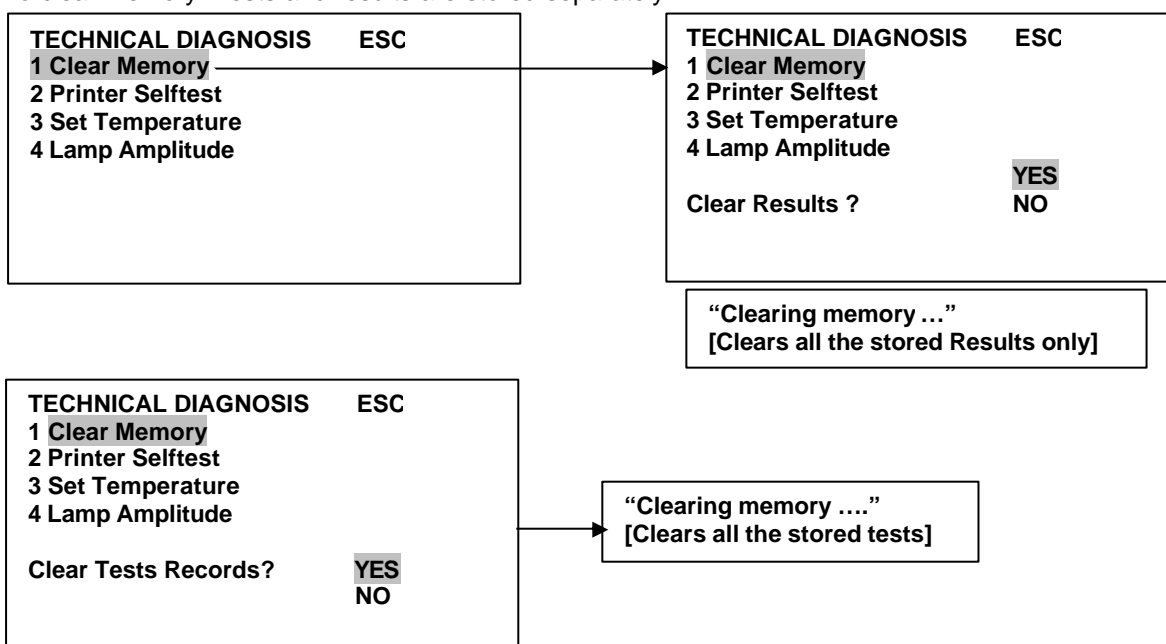 TECHNICAL DIAGNOSIS ESC
1 Clear Memory
2 Printer Selftest
3 Set Temperature
4 Lamp Amplitude
TECHNICAL DIAGNOSIS ESC
1 Clear Memory
2 Printer Selftest
3 Set Temperature
4 Lamp Amplitude
YES
Clear Results ? NO
“Clearing memory …”
[Clears all the stored Results only]
TECHNICAL DIAGNOSIS ESC
1 Clear Memory
2 Printer Selftest
3 Set Temperature
4 Lamp Amplitude
Clear Tests Records? YES
NO
“Clearing memory ….”
[Clears all the stored tests]